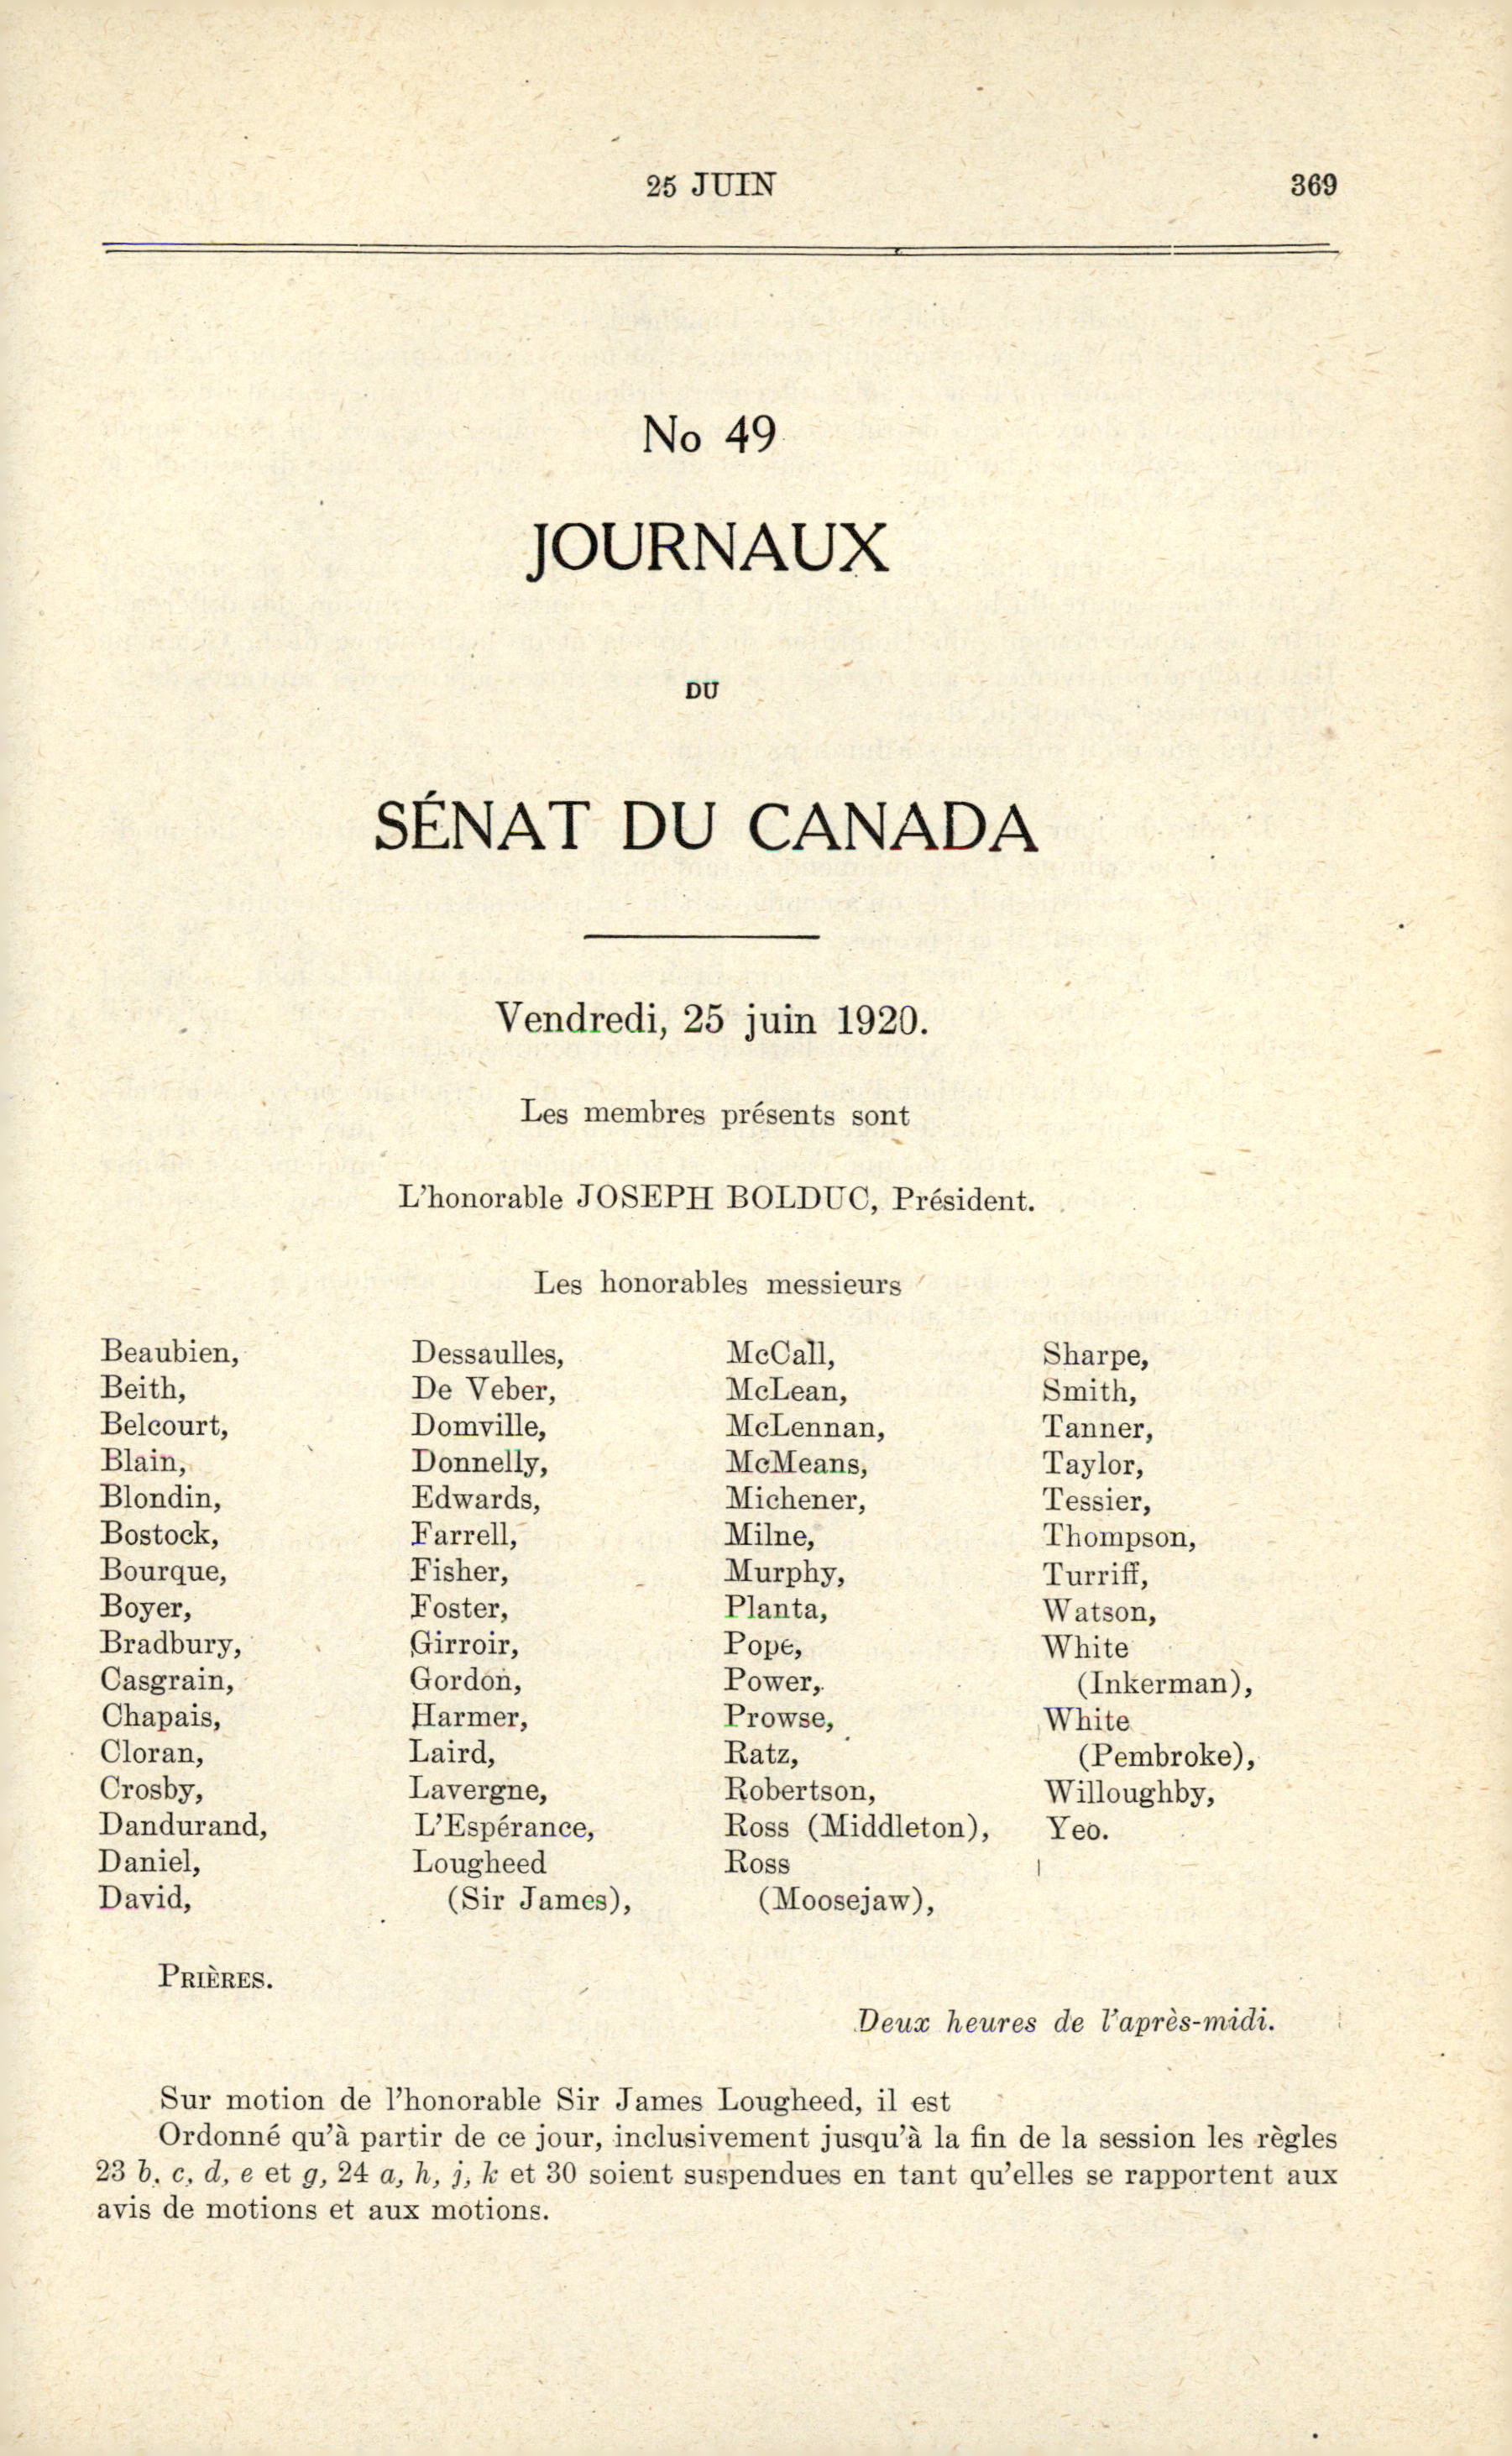 25 JUIN
369
No 49
JOURNAUX
DU
SÉNAT DU CANADA
Vendredi, 25 juin 1920.
Les membres présents sont
L'honorable JOSEPH BOLDUC, Président.
Les honorables messieurs
Beaubien,
Beith,
Belcourt,
Blain,
Blondin,
Bostock,
Bourque,
Boyer,
Bradbury,
Casgrain,
Chapais,
Cloran,
Crosby,
Dandurand,
Daniel,
David,
Dessaulles,
De Veber,
Domville,
Donnelly,
Edwards,
Farrell,
Fisher,
Foster,
Girroir,
Gordon,
Harmer,
Laird,
Lavergne,
L'Espérance,
Lougheed
(Sir James),
McCall,
McLean,
McLennan,
McMeans,
Michener,
Milne,
Murphy,
Planta,
Pope,
Power,
Prowse,
Ratz,
Robertson,
Ross (Middleton),
Ross
(Moosejaw),
Sharpe,
Smith,
Tanner,
Taylor,
Tessier,
Thompson,
Turriff,
Watson,
White
(Inkerman),
White
(Pembroke),
Willoughby,
Yeo.
PRIÈRES.
Deux heures de l'après-midi.
Sur motion de l'honorable Sir James Lougheed, il est
Ordonné qu'à partir de ce jour, inclusivement jusqu'à la fin de la session les règles
23 b. c, d, e et g, 24 a, h, j, k et 30 soient suspendues en tant qu'elles se rapportent aux
avis de motions et aux motions.